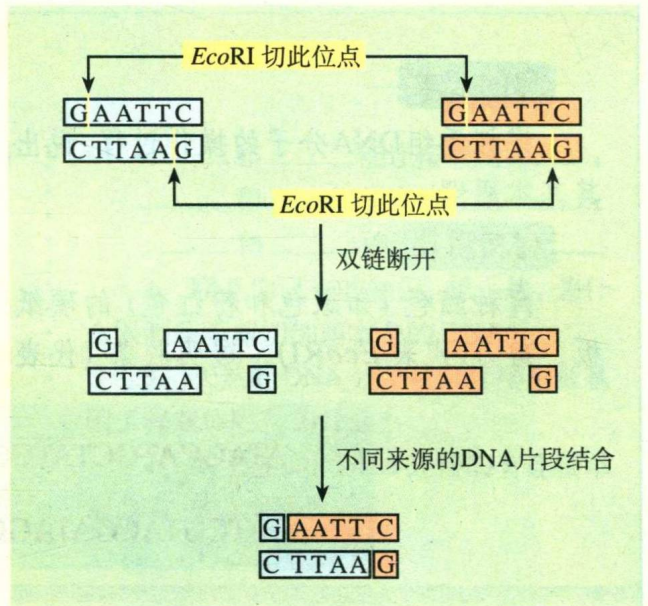 EcoRI 切此位点
GAATTC GAATTC
CTTAAG CTTAAG
EcoRI 切此位点
双链断开
G AATTC G AATTC
CTTAA G CTTAA G
不同来源的DNA片段结合
GAATTC
CTTAAG